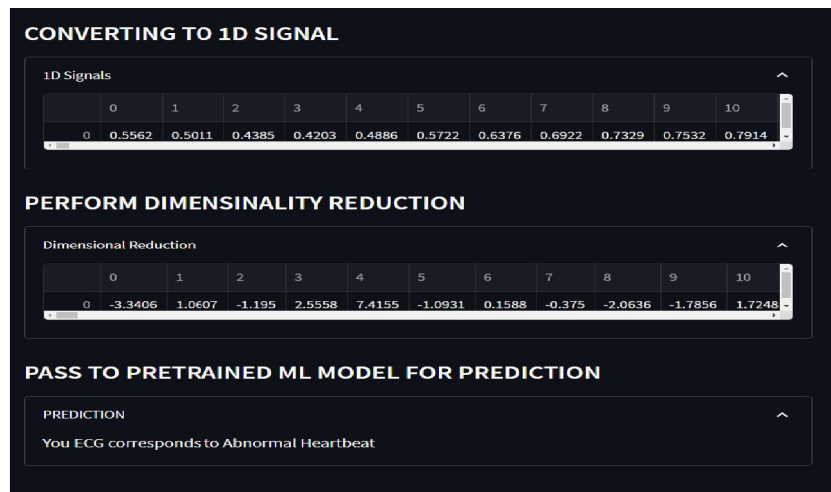 CONVERTING TO 1D SIGNAL
1D Signals
0 1 2 3 4 5 6 7 8 9 10
0 0.5562 0.5011 0.4385 0.4203 0.4886 0.5722 0.6376 0.6922 0.7329 0.7532 0.7914
PERFORM DIMENSINALITY REDUCTION
Dimensional Reduction
0 1 2 3 4 5 6 7 8 9 10
0 -3.3406 1.0607 -1.195 2.5558 7.4155 -1.0931 0.1588 -0.375 -2.0636 -1.7856 1.7248
PASS TO PRETRAINED ML MODEL FOR PREDICTION
PREDICTION
You ECG corresponds to Abnormal Heartbeat